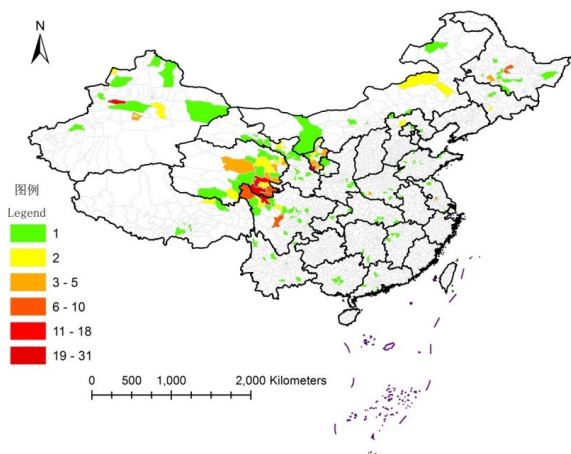 N
图例
Legend
1
2
3 - 5
6 - 10
11 - 18
19 - 31
0 500 1,000 2,000 Kilometers